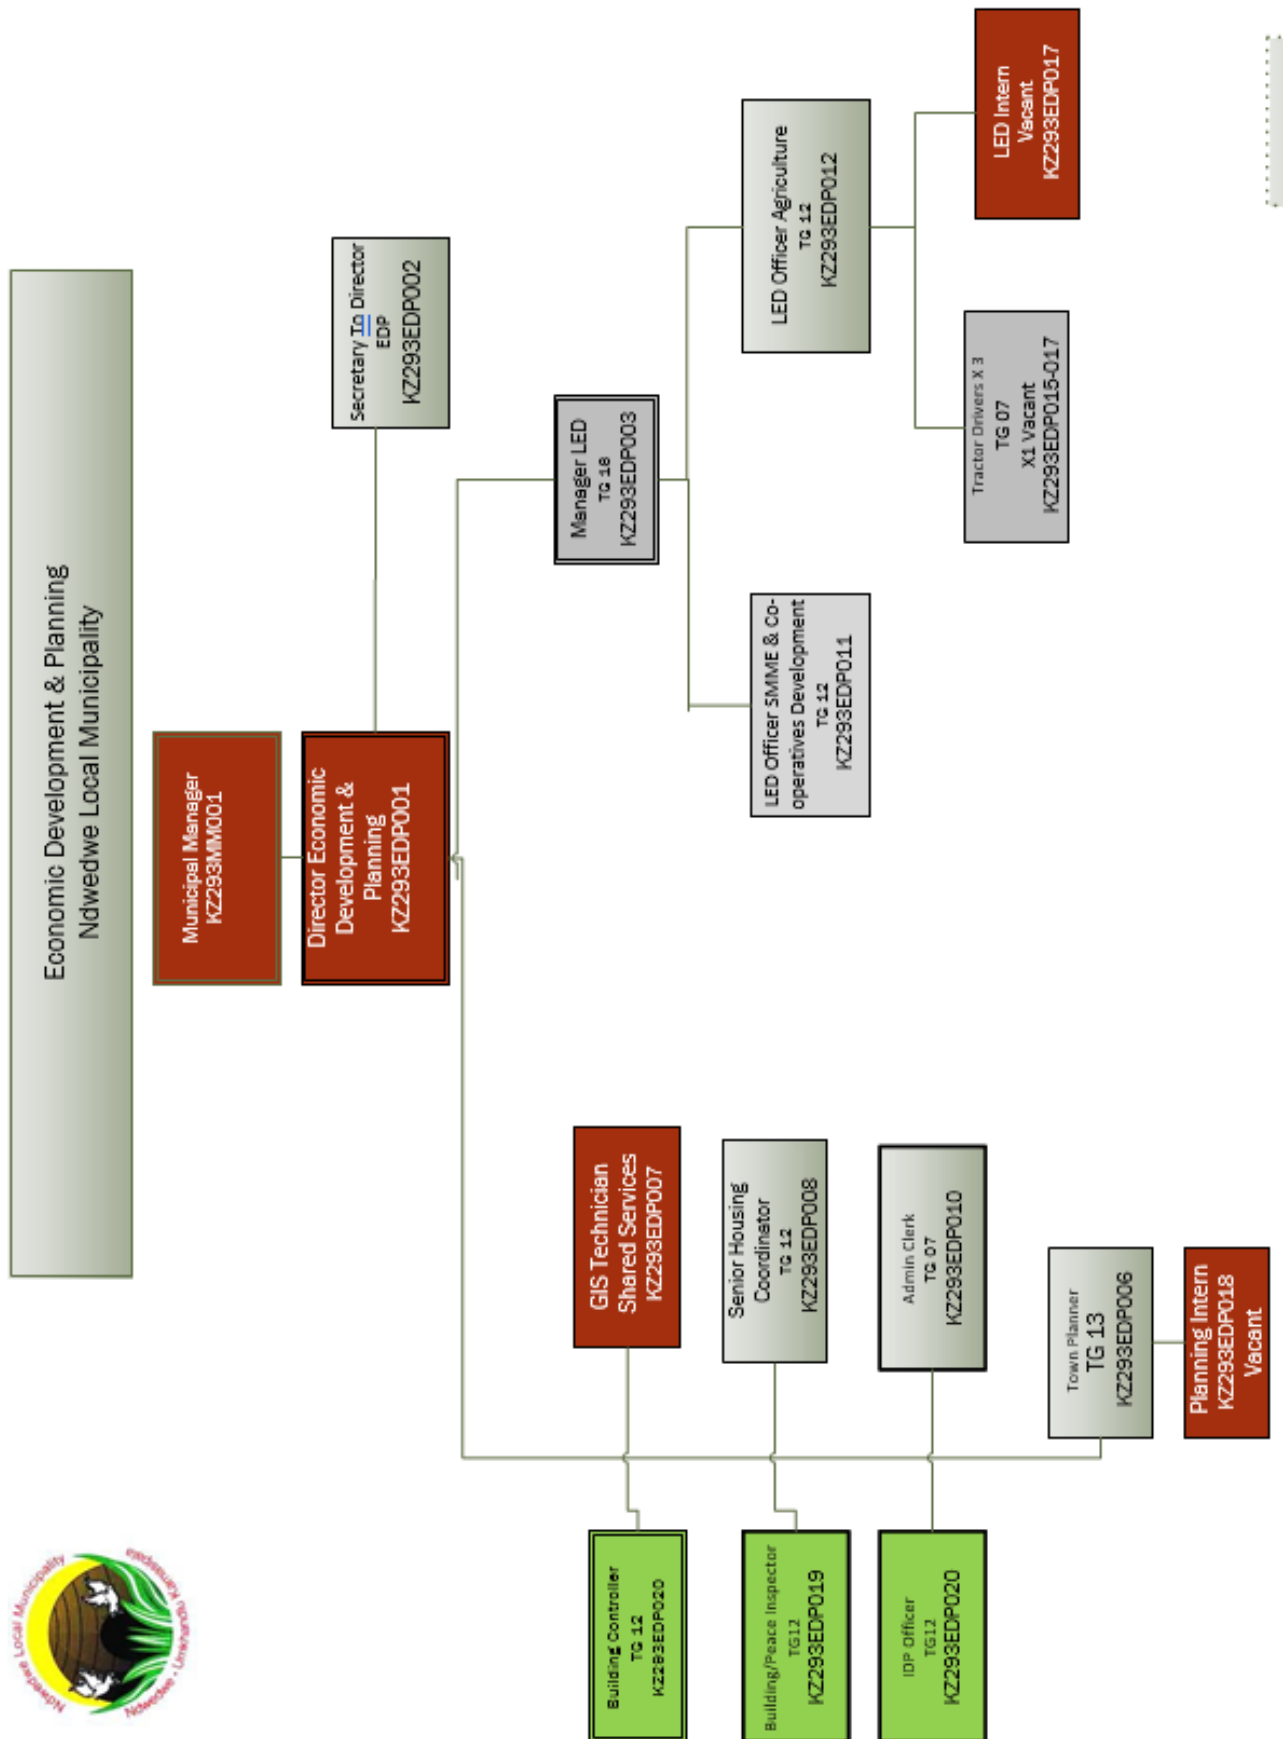 Ndwedwe Local Municipality
Economic Development & Planning
Ndwedwe Local Municipality
Municipal Manager
KZ293MM001
Director Economic
Development &
Planning
KZ293EDP001
Secretary To Director
EDP
KZ293EDP002
Manager LED
TG 16
KZ293EDP003
LED Officer SMME & Co-
operatives Development
TG 12
KZ293EDP011
LED Officer Agriculture
TG 12
KZ293EDP012
Tractor Drivers X 3
TG 07
X1 Vacant
KZ293EDP015-017
LED Intern
Vacant
KZ293EDP017
Building Controller
TG 12
KZ293EDP020
GIS Technician
Shared Services
KZ293EDP007
Building/Peace Inspector
TG12
KZ293EDP019
Senior Housing
Coordinator
TG 12
KZ293EDP008
IDP Officer
TG12
KZ293EDP020
Admin Clerk
TG 07
KZ293EDP010
Town Planner
TG 13
KZ293EDP006
Planning Intern
KZ293EDP018
Vacant